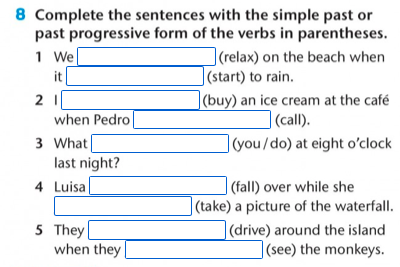 8 Complete the sentences with the simple past or
past progressive form of the verbs in parentheses.
1 We (relax) on the beach when
it (start) to rain.
2 I (buy) an ice cream at the café
when Pedro (call).
3 What (you/do) at eight o'clock
last night?
4 Luisa (fall) over while she
(take) a picture of the waterfall.
5 They (drive) around the island
when they (see) the monkeys.